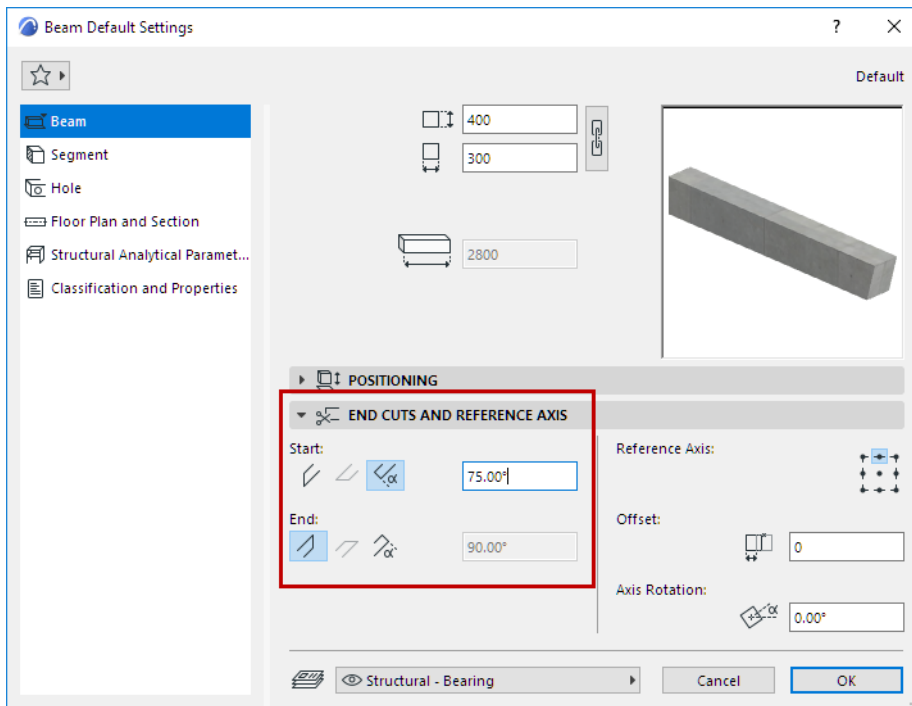 Beam Default Settings
?
Default
Beam
Segment
Hole
Floor Plan and Section
Structural Analytical Paramet...
Classification and Properties
400
300
2800
POSITIONING
END CUTS AND REFERENCE AXIS
Start:
α
75.00°
End:
α
90.00°
Reference Axis:
Offset:
0
Axis Rotation:
α
0.00°
Structural - Bearing
Cancel
OK